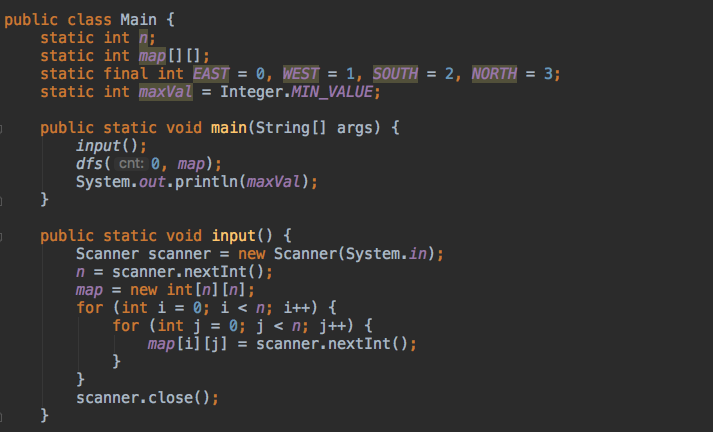 public class Main {
static int n;
static int map[][];
static final int EAST = 0, WEST = 1, SOUTH = 2, NORTH = 3;
static int maxVal = Integer.MIN_VALUE;
public static void main(String[] args) {
input();
dfs( cnt: 0, map);
System.out.println(maxVal);
}
public static void input() {
Scanner scanner = new Scanner(System.in);
n = scanner.nextInt();
map = new int[n][n];
for (int i = 0; i < n; i++) {
for (int j = 0; j < n; j++) {
map[i][j] = scanner.nextInt();
}
}
scanner.close();
}